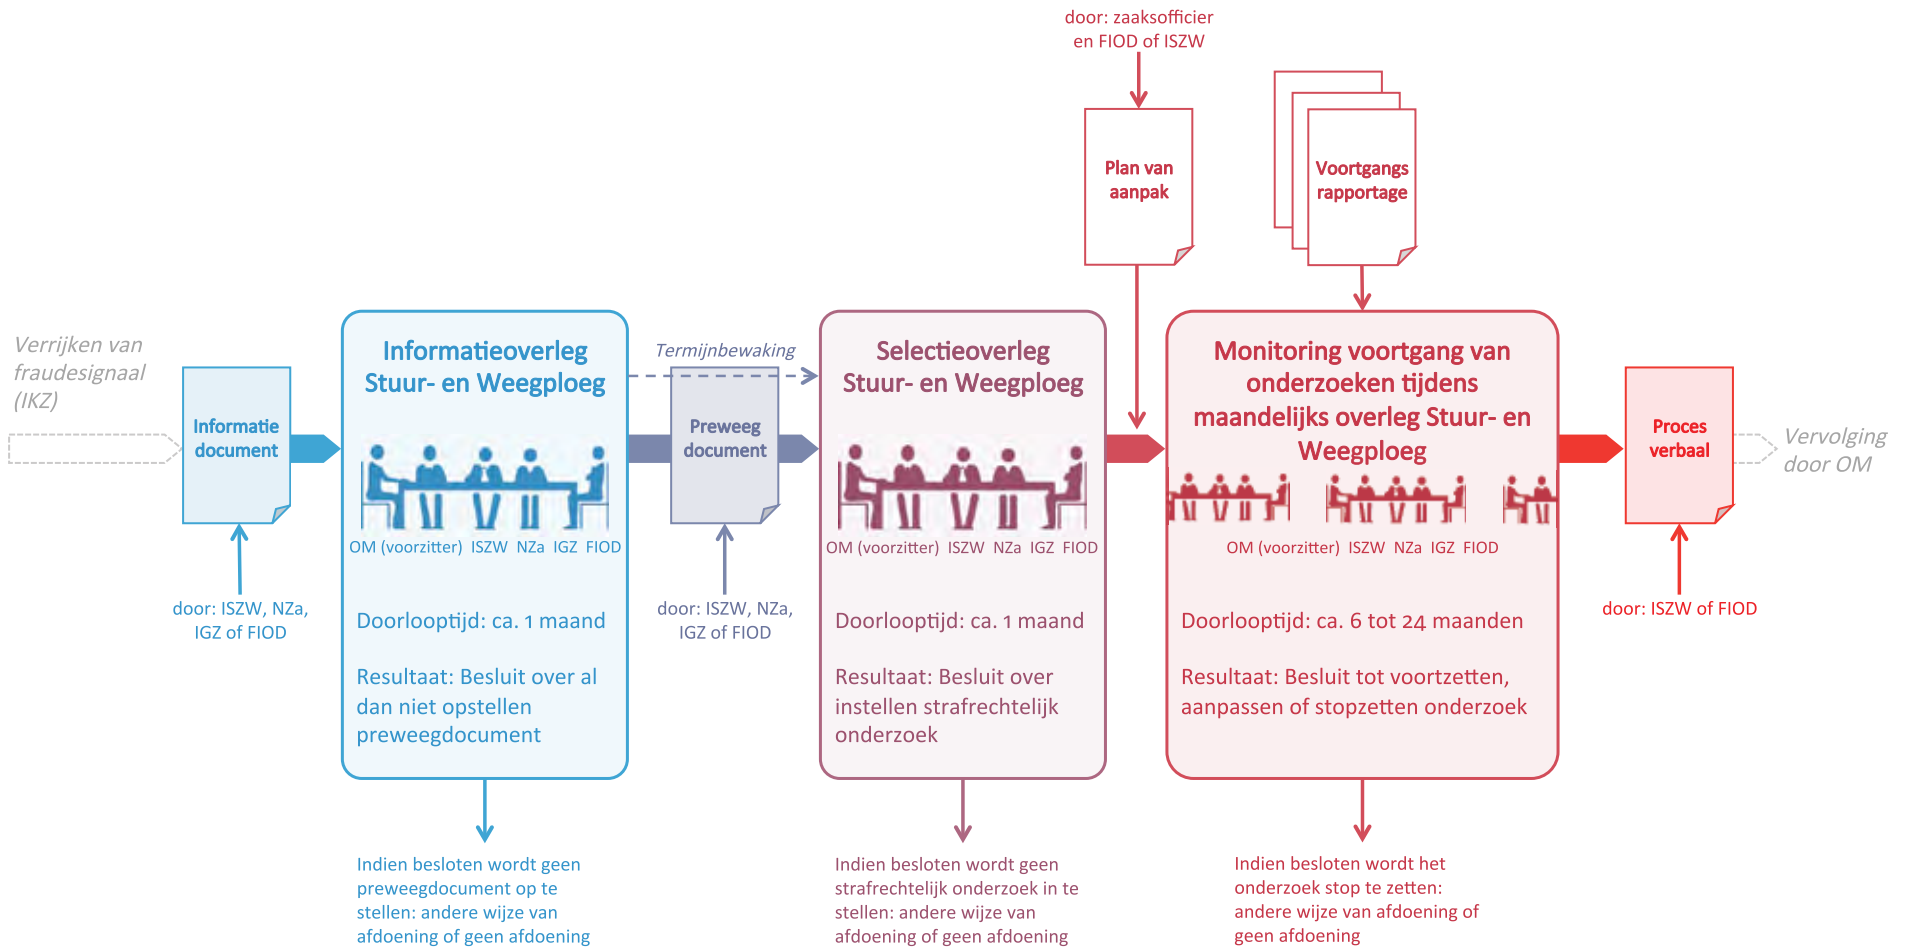 door: zaaksofficier
en FIOD of ISZW
Plan van
aanpak
Voortgangs
rapportage
Verrijken van
fraudesignaal
(IKZ)
Informatie
document
door: ISZW, NZa,
IGZ of FIOD
Informatieoverleg
Stuur- en Weegploeg
OM (voorzitter) ISZW NZa IGZ FIOD
Doorlooptijd: ca. 1 maand
Resultaat: Besluit over al
dan niet opstellen
preweegdocument
Indien besloten wordt geen
preweegdocument op te
stellen: andere wijze van
afdoening of geen afdoening
Termijnbewaking
Preweeg
document
door: ISZW, NZa,
IGZ of FIOD
Selectieoverleg
Stuur- en Weegploeg
OM (voorzitter) ISZW NZa IGZ FIOD
Doorlooptijd: ca. 1 maand
Resultaat: Besluit over
instellen strafrechtelijk
onderzoek
Indien besloten wordt geen
strafrechtelijk onderzoek in te
stellen: andere wijze van
afdoening of geen afdoening
Monitoring voortgang van
onderzoeken tijdens
maandelijks overleg Stuur- en
Weegploeg
OM (voorzitter) ISZW NZa IGZ FIOD
Doorlooptijd: ca. 6 tot 24 maanden
Resultaat: Besluit tot voortzetten,
aanpassen of stopzetten onderzoek
Indien besloten wordt het
onderzoek stop te zetten:
andere wijze van afdoening of
geen afdoening
Proces
verbaal
door: ISZW of FIOD
Vervolging
door OM